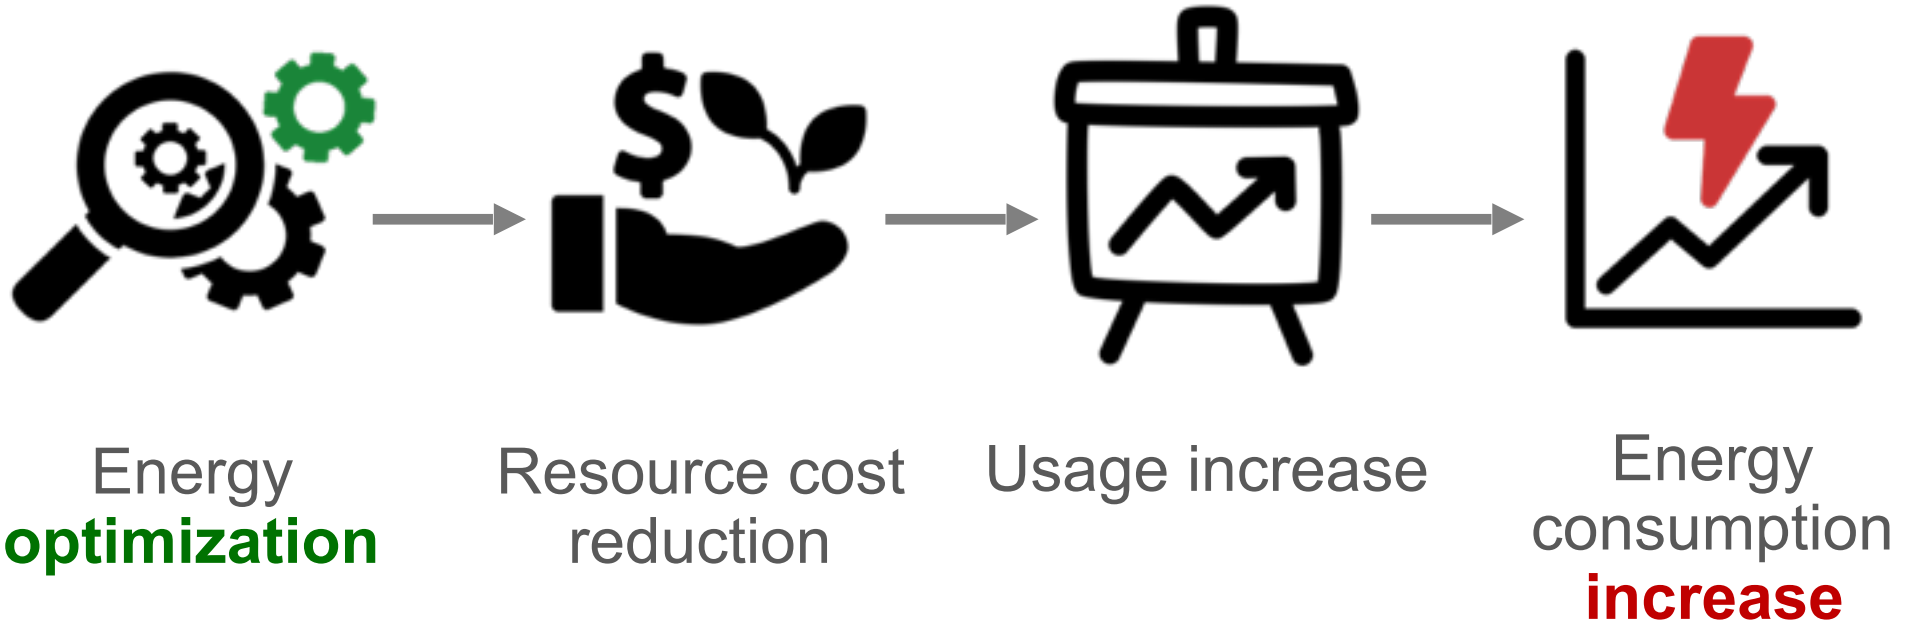 Energy
optimization
Resource cost
reduction
Usage increase
Energy
consumption
increase